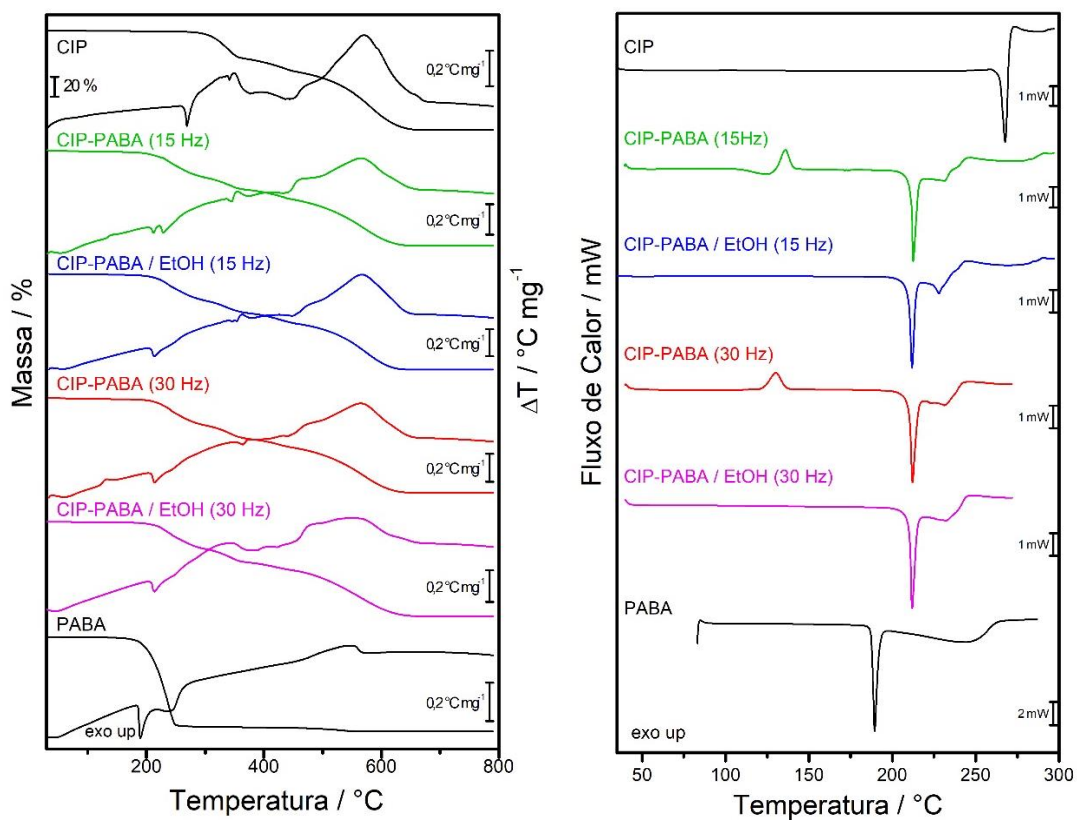 CIP
0,2°Cmg-1
20 %
CIP-PABA (15 Hz)
0,2°Cmg-1
CIP-PABA / EtOH (15 Hz)
0,2°Cmg-1
CIP-PABA (30 Hz)
0,2°Cmg-1
CIP-PABA / EtOH (30 Hz)
0,2°Cmg-1
PABA
0,2°Cmg-1
exo up
200 400 600 800
Temperatura / °C
Massa / %
ΔT / °C mg-1
CIP
1 mW
CIP-PABA (15Hz)
1 mW
CIP-PABA / EtOH (15 Hz)
1 mW
CIP-PABA (30 Hz)
1 mW
CIP-PABA / EtOH (30 Hz)
1 mW
PABA
2 mW
exo up
50 100 150 200 250 300
Temperatura / °C
Fluxo de Calor / mW